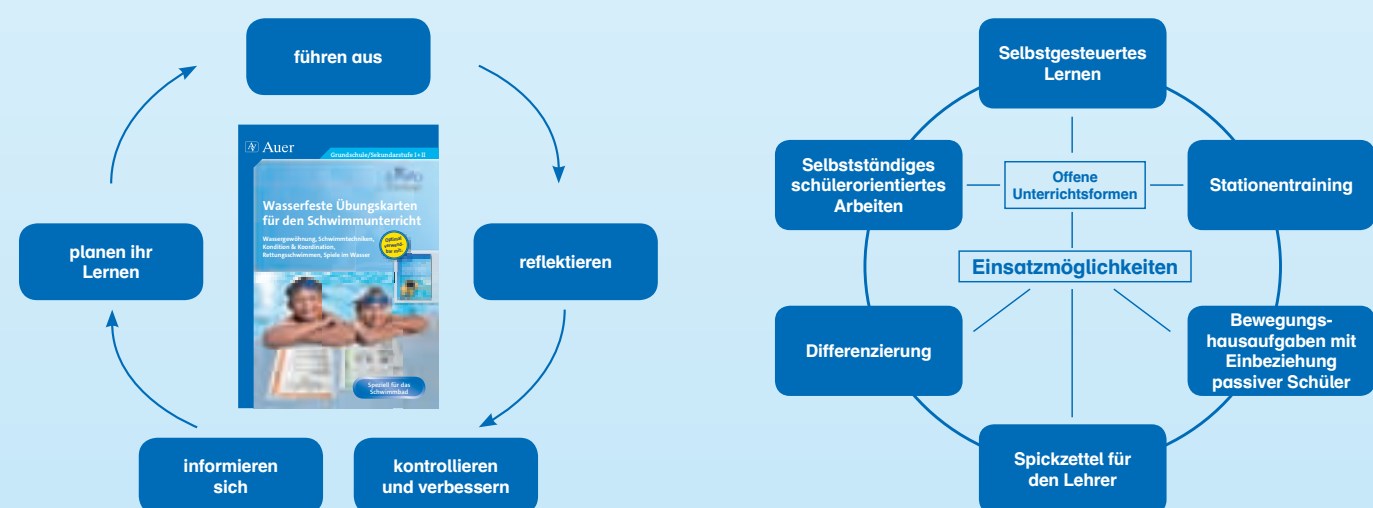 führen aus
reflektieren
kontrollieren
und verbessern
informieren
sich
planen ihr
Lernen
Auer
Grundschule/Sekundarstufe I+II
Wasserfeste Übungskarten
für den Schwimmunterricht
Wassergewöhnung, Schwimmtechniken,
Kondition & Koordination,
Rettungsschwimmen, Spiele im Wasser
Speziell für das
Schwimmbad
Selbstgesteuertes
Lernen
Selbstständiges
schülerorientiertes
Arbeiten
Offene
Unterrichtsformen
Stationentraining
Einsatzmöglichkeiten
Differenzierung
Bewegungs-
hausaufgaben mit
Einbeziehung
passiver Schüler
Spickzettel für
den Lehrer